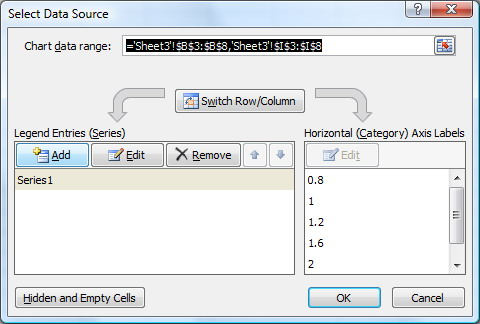 Select Data Source
Chart data range: ='Sheet3'!$B$3:$B$8,'Sheet3'!$I$3:$I$8
Switch Row/Column
Legend Entries (Series)
Add Edit Remove
Series1
Horizontal (Category) Axis Labels
Edit
0.8
1
1.2
1.6
2
Hidden and Empty Cells
OK
Cancel